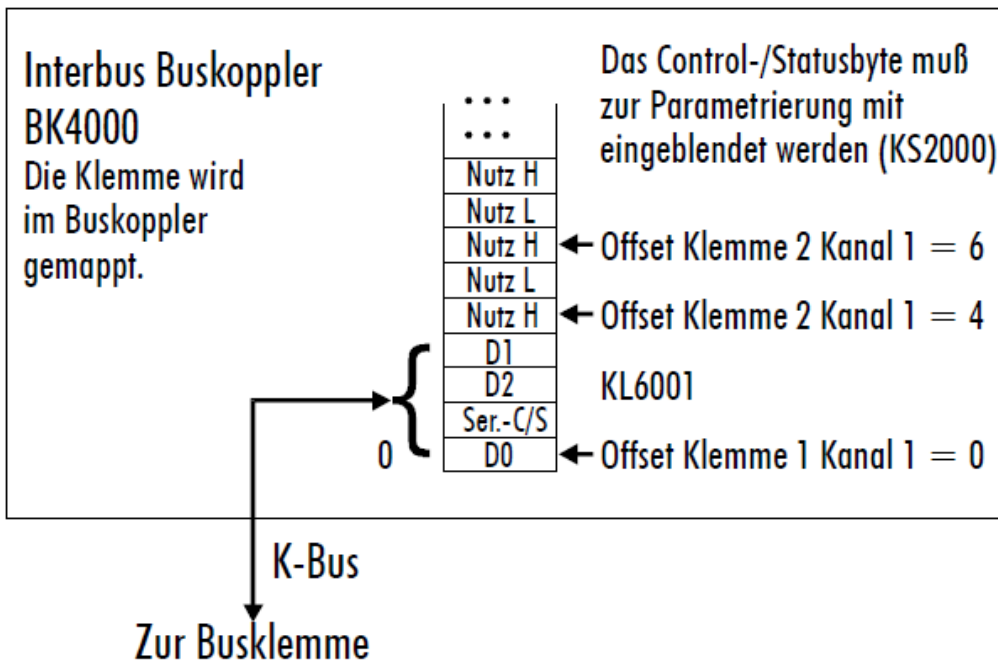 Interbus Buskoppler
BK4000
Die Klemme wird
im Buskoppler
gemappt.
Das Control-/Statusbyte muß
zur Parametrierung mit
eingeblendet werden (KS2000)
...
...
Nutz H
Nutz L
Nutz H
Offset Klemme 2 Kanal 1 = 6
Nutz L
Nutz H
Offset Klemme 2 Kanal 1 = 4
D1
D2
KL6001
Ser.-C/S
0
D0
Offset Klemme 1 Kanal 1 = 0
K-Bus
Zur Busklemme